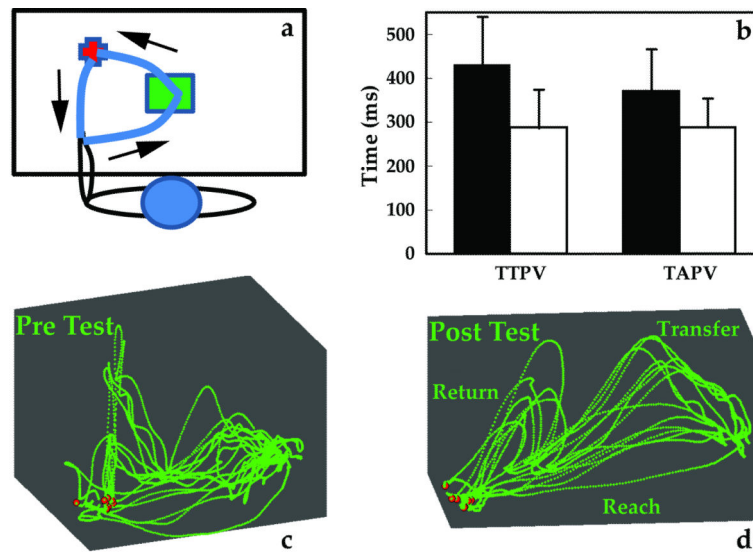 a
b
Time (ms)
500
400
300
200
100
0
TTPV
TAPV
Pre Test
c
Post Test
Transfer
Return
Reach
d